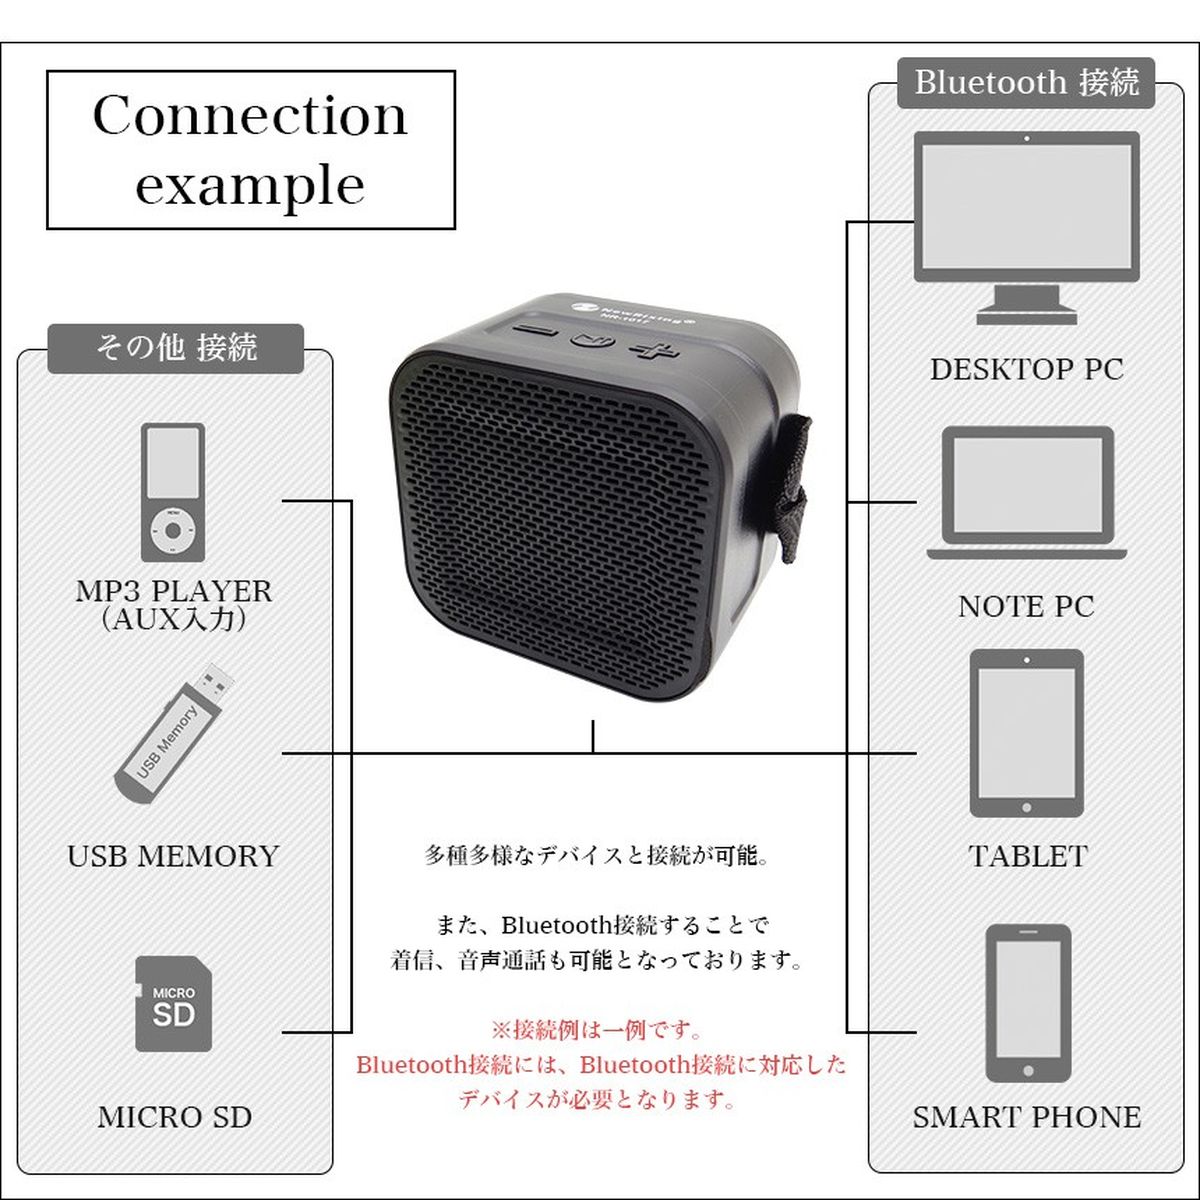 Connection
example
Bluetooth 接続
DESKTOP PC
NOTE PC
TABLET
SMART PHONE
その他 接続
MENU
MP3 PLAYER
(AUX入力)
USB Memory
USB MEMORY
MICRO
SD
MICRO SD
NewRixing®
NR-1017
多種多様なデバイスと接続が可能。
また、Bluetooth接続することで
着信、音声通話も可能となっております。
※接続例は一例です。
Bluetooth接続には、Bluetooth接続に対応した
デバイスが必要となります。